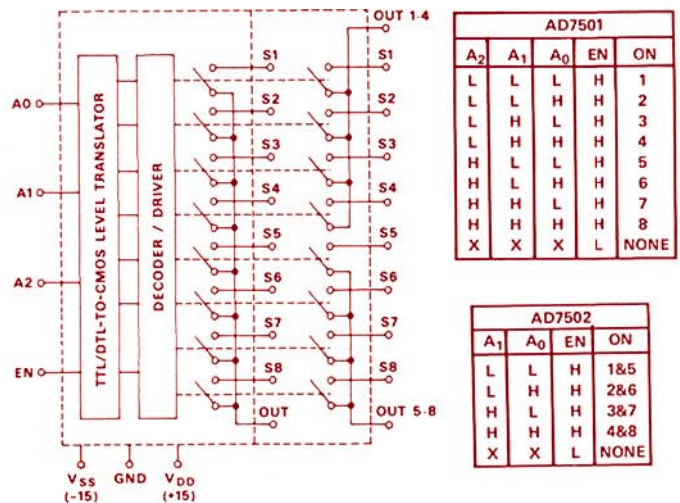 OUT 1-4
S1
S1
S2
S2
S3
S3
S4
S4
S5
S5
S6
S6
S7
S7
S8
S8
OUT
OUT 5-8
A0
A1
A2
EN
TTL/DTL-TO-CMOS LEVEL TRANSLATOR
DECODER / DRIVER
VSS GND VDD
(-15) (+15)
AD7501
A2 A1 A0 EN ON
L L L H 1
L L H H 2
L H L H 3
L H H H 4
H L L H 5
H L H H 6
H H L H 7
H H H H 8
X X X L NONE
AD7502
A1 A0 EN ON
L L H 1&5
L H H 2&6
H L H 3&7
H H H 4&8
X X L NONE